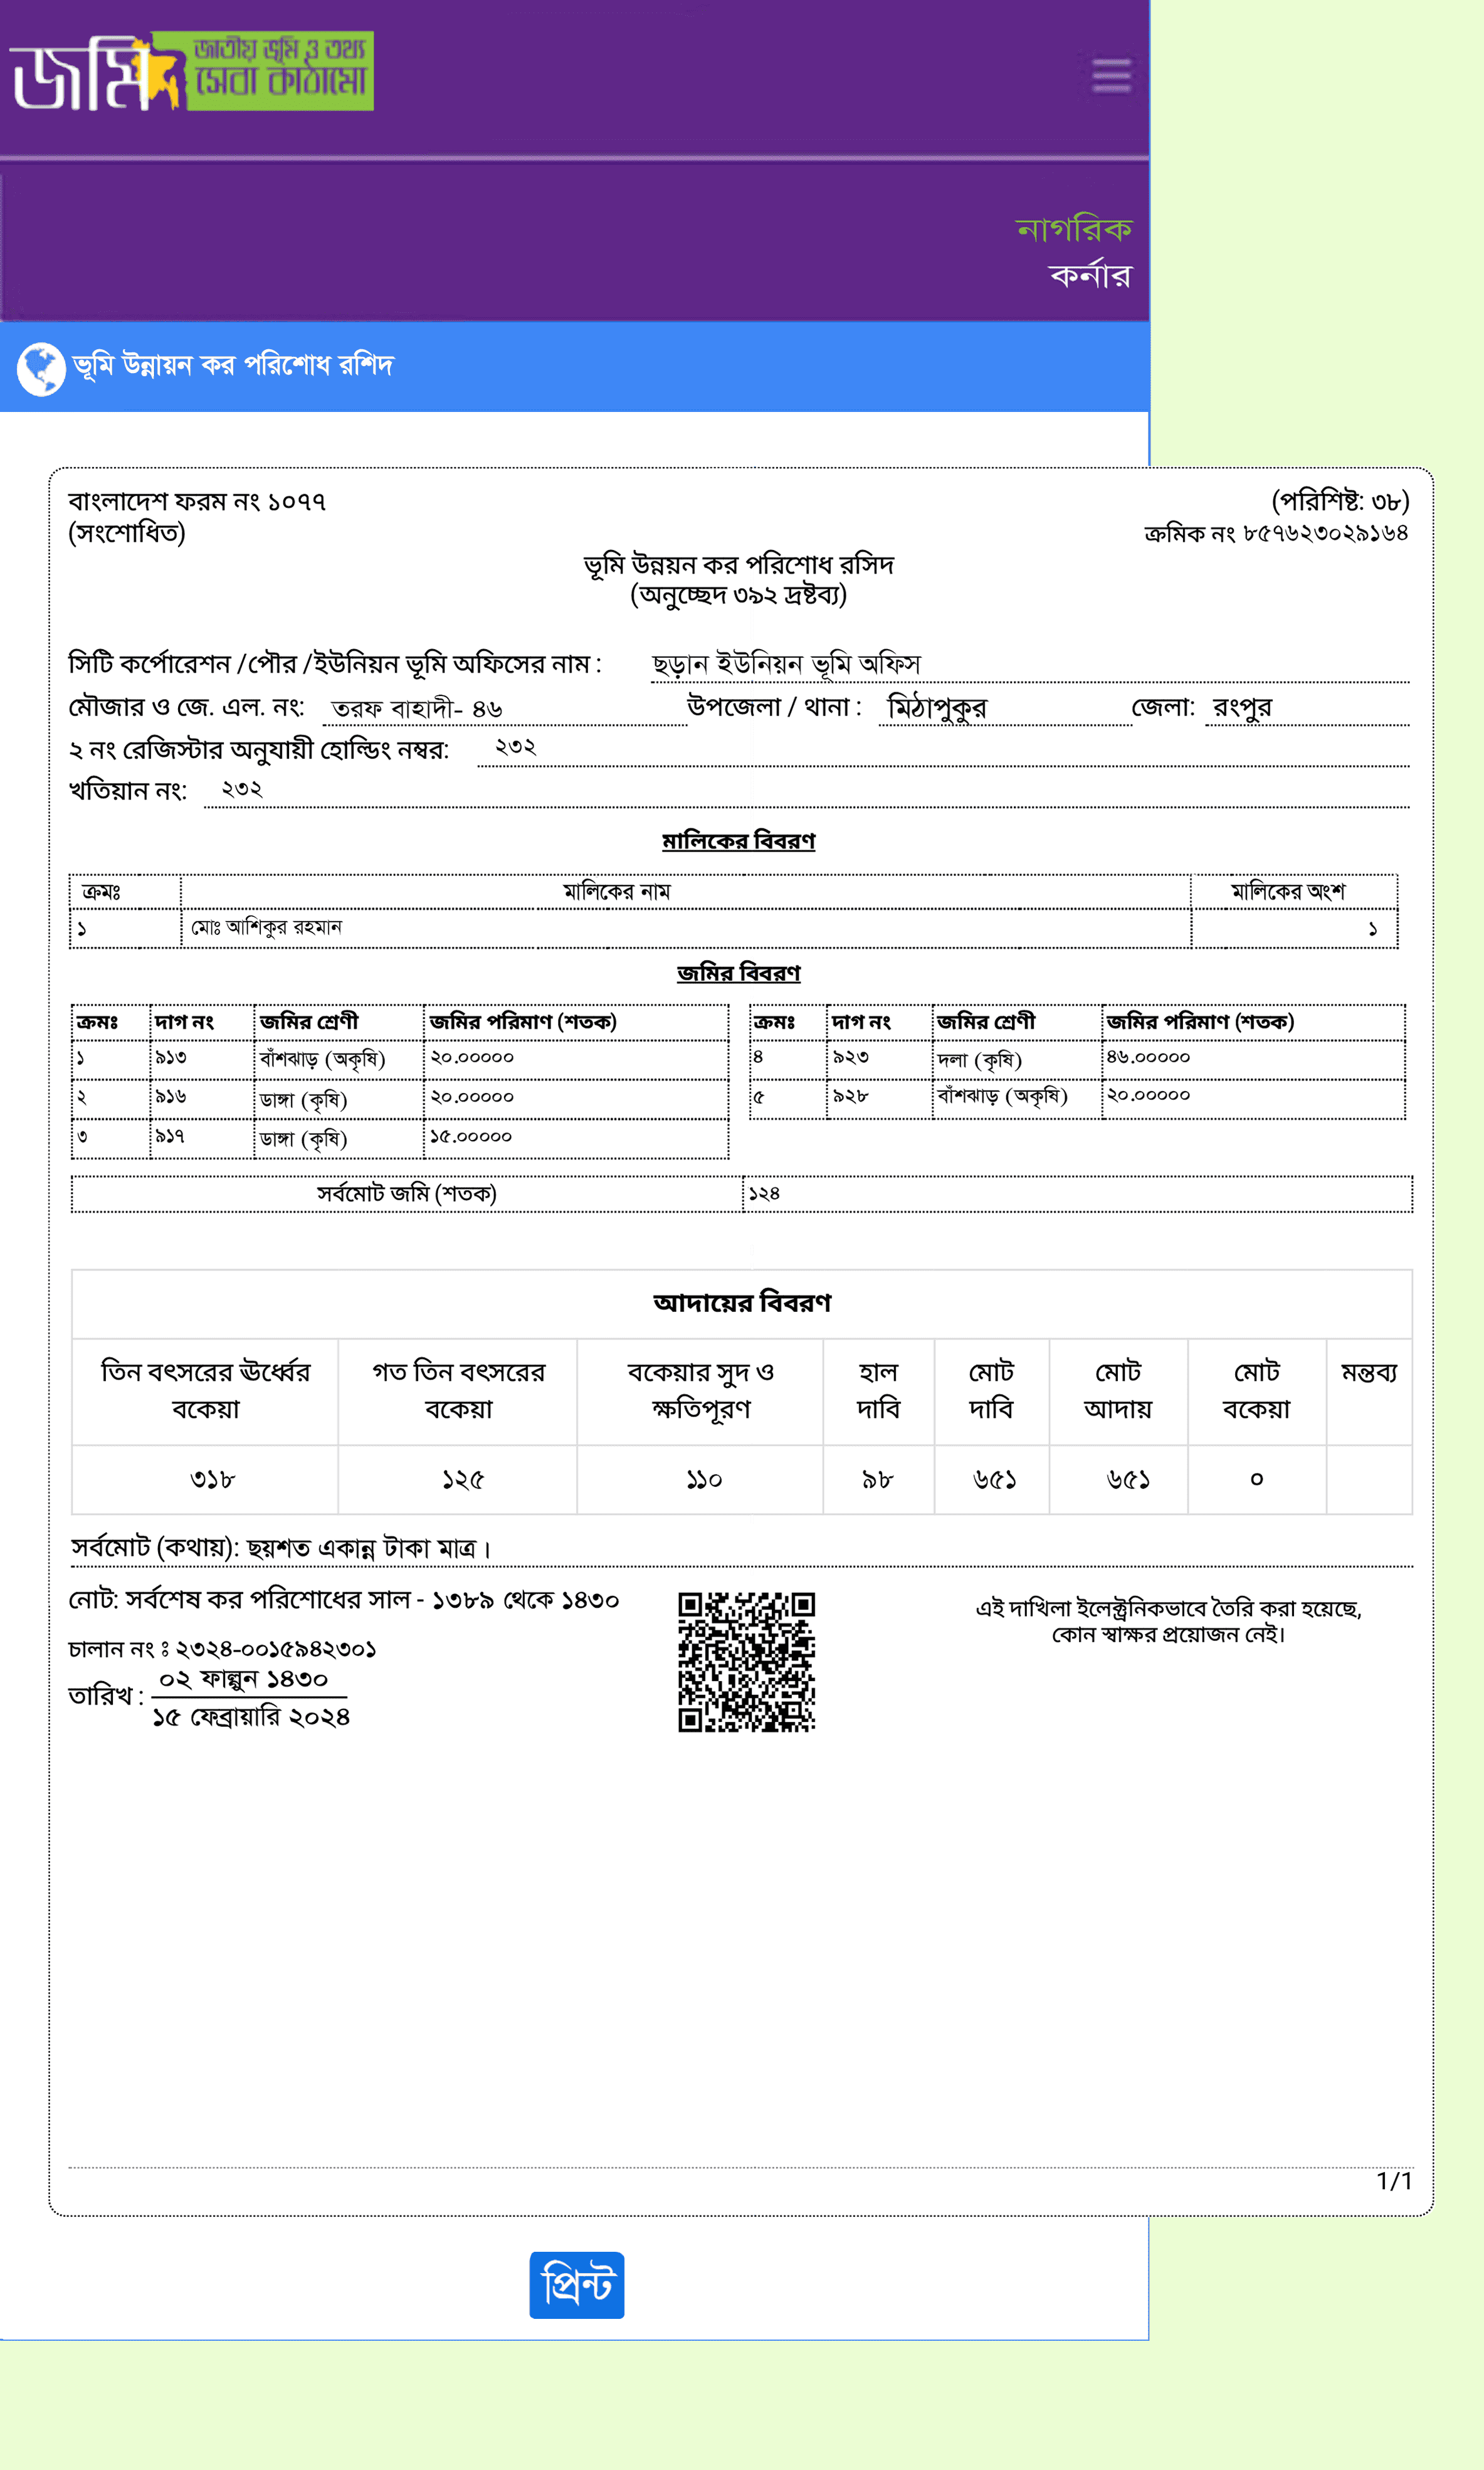 জমি জাতীয় ভূমি ও তথ্য
সেবা কাঠামো
নাগরিক
কর্নার
ভূমি উন্নায়ন কর পরিশোধ রশিদ
বাংলাদেশ ফরম নং ১০৭৭ (পরিশিষ্ট: ৩৮)
(সংশোধিত) ক্রমিক নং ৮৫৭৬২৩০২৯১৬৪
ভূমি উন্নয়ন কর পরিশোধ রসিদ
(অনুচ্ছেদ ৩৯২ দ্রষ্টব্য)
সিটি কর্পোরেশন /পৌর /ইউনিয়ন ভূমি অফিসের নাম : ছড়ান ইউনিয়ন ভূমি অফিস
মৌজার ও জে. এল. নং: তরফ বাহাদী- ৪৬ উপজেলা / থানা : মিঠাপুকুর জেলা: রংপুর
২ নং রেজিস্টার অনুযায়ী হোল্ডিং নম্বর: ২৩২
খতিয়ান নং: ২৩২
মালিকের বিবরণ
ক্রমঃ মালিকের নাম মালিকের অংশ
১ মোঃ আশিকুর রহমান ১
জমির বিবরণ
ক্রমঃ দাগ নং জমির শ্রেণী জমির পরিমাণ (শতক) ক্রমঃ দাগ নং জমির শ্রেণী জমির পরিমাণ (শতক)
১ ৯১৩ বাঁশঝাড় (অকৃষি) ২০.০০০০০ ৪ ৯২৩ দলা (কৃষি) ৪৬.০০০০০
২ ৯১৬ ডাঙ্গা (কৃষি) ২০.০০০০০ ৫ ৯২৮ বাঁশঝাড় (অকৃষি) ২০.০০০০০
৩ ৯১৭ ডাঙ্গা (কৃষি) ১৫.০০০০০
সর্বমোট জমি (শতক) ১২৪
আদায়ের বিবরণ
তিন বৎসরের ঊর্ধ্বের গত তিন বৎসরের বকেয়ার সুদ ও হাল মোট মোট মোট মন্তব্য
বকেয়া বকেয়া ক্ষতিপূরণ দাবি দাবি আদায় বকেয়া
৩১৮ ১২৫ ১১০ ৯৮ ৬৫১ ৬৫১ ০
সর্বমোট (কথায়): ছয়শত একান্ন টাকা মাত্র ।
নোট: সর্বশেষ কর পরিশোধের সাল - ১৩৮৯ থেকে ১৪৩০
এই দাখিলা ইলেক্ট্রনিকভাবে তৈরি করা হয়েছে,
কোন স্বাক্ষর প্রয়োজন নেই।
চালান নং ঃ ২৩২৪-০০১৫৯৪২৩০১
তারিখ : ০২ ফাল্গুন ১৪৩০
১৫ ফেব্রায়ারি ২০২৪
1/1
প্রিন্ট